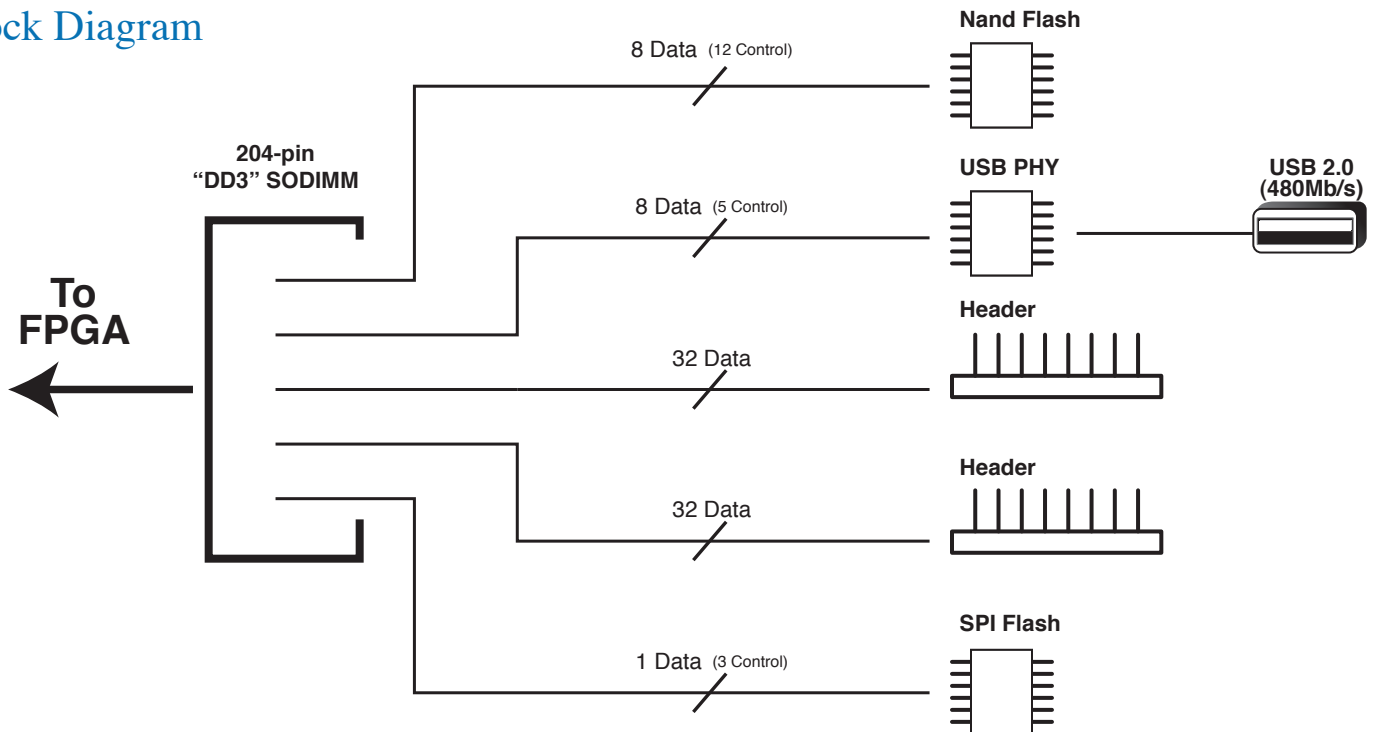 ock Diagram
Nand Flash
8 Data (12 Control)
204-pin
“DD3” SODIMM
USB PHY
USB 2.0
(480Mb/s)
8 Data (5 Control)
To
FPGA
Header
32 Data
Header
32 Data
SPI Flash
1 Data (3 Control)